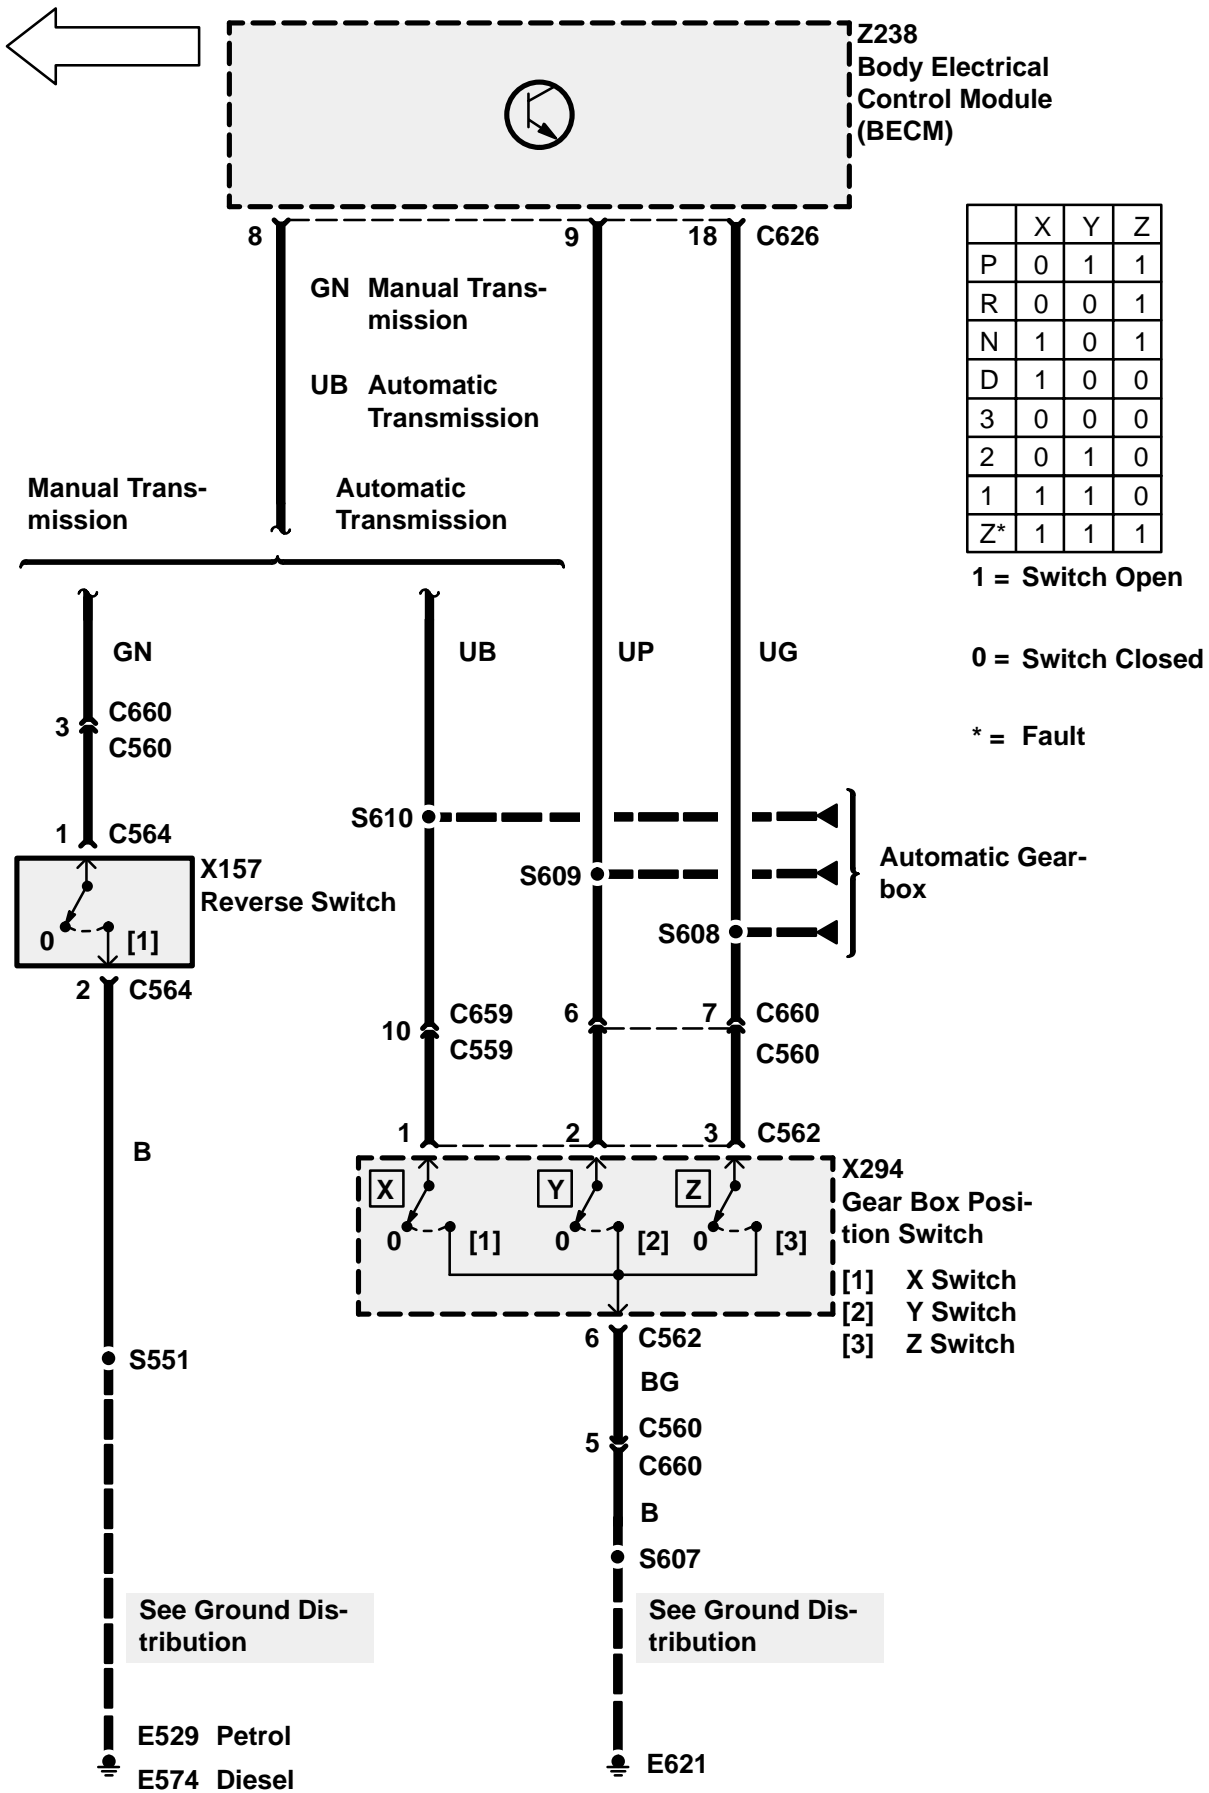 Z238
Body Electrical
Control Module
(BECM)
8
9
18 C626
GN Manual Trans-
mission
UB Automatic
Transmission
X Y Z
P 0 1 1
R 0 0 1
N 1 0 1
D 1 0 0
3 0 0 0
2 0 1 0
1 1 1 0
Z* 1 1 1
1 = Switch Open
0 = Switch Closed
* = Fault
Manual Trans-
mission
Automatic
Transmission
GN
UB
UP
UG
3 C660
C560
1 C564
X157
Reverse Switch
0 [1]
2 C564
S610
S609
S608
Automatic Gear-
box
10 C659
C559
6
7 C660
C560
B
1
2
3 C562
X294
Gear Box Posi-
tion Switch
X
Y
Z
0 [1]
0 [2]
0 [3]
[1] X Switch
[2] Y Switch
[3] Z Switch
6 C562
BG
S551
5 C560
C660
B
S607
See Ground Dis-
tribution
See Ground Dis-
tribution
E529 Petrol
E574 Diesel
E621